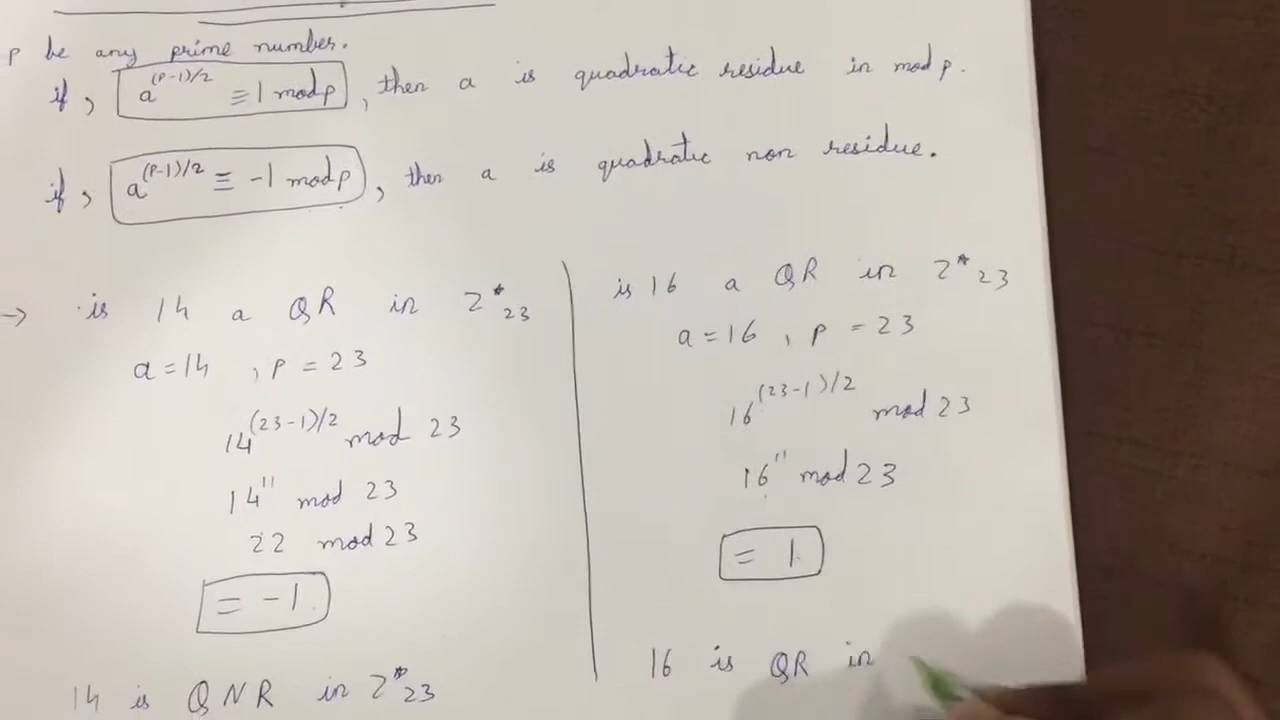 p be any prime number.
if, a^(P-1)/2 ≡ 1 mod p, then a is quadratic residue in mod p.
if, a^(P-1)/2 ≡ -1 mod p, then a is quadratic non residue.
→ is 14 a QR in Z*23
a = 14, p = 23
14^(23-1)/2 mod 23
14^11 mod 23
22 mod 23
= -1.
14 is QNR in Z*23
is 16 a QR in Z*23
a = 16, p = 23
16^(23-1)/2 mod 23
16^11 mod 23
= 1.
16 is QR in